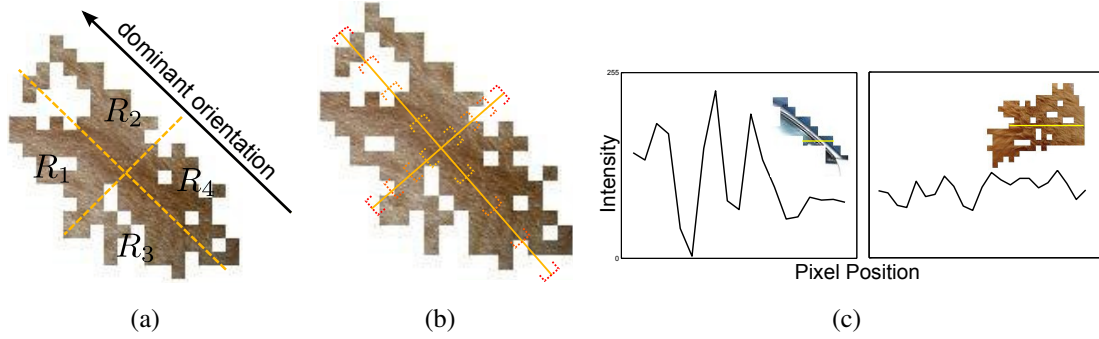 dominant orientation
R2
R1
R4
R3
255
Intensity
0
Pixel Position
(a)
(b)
(c)